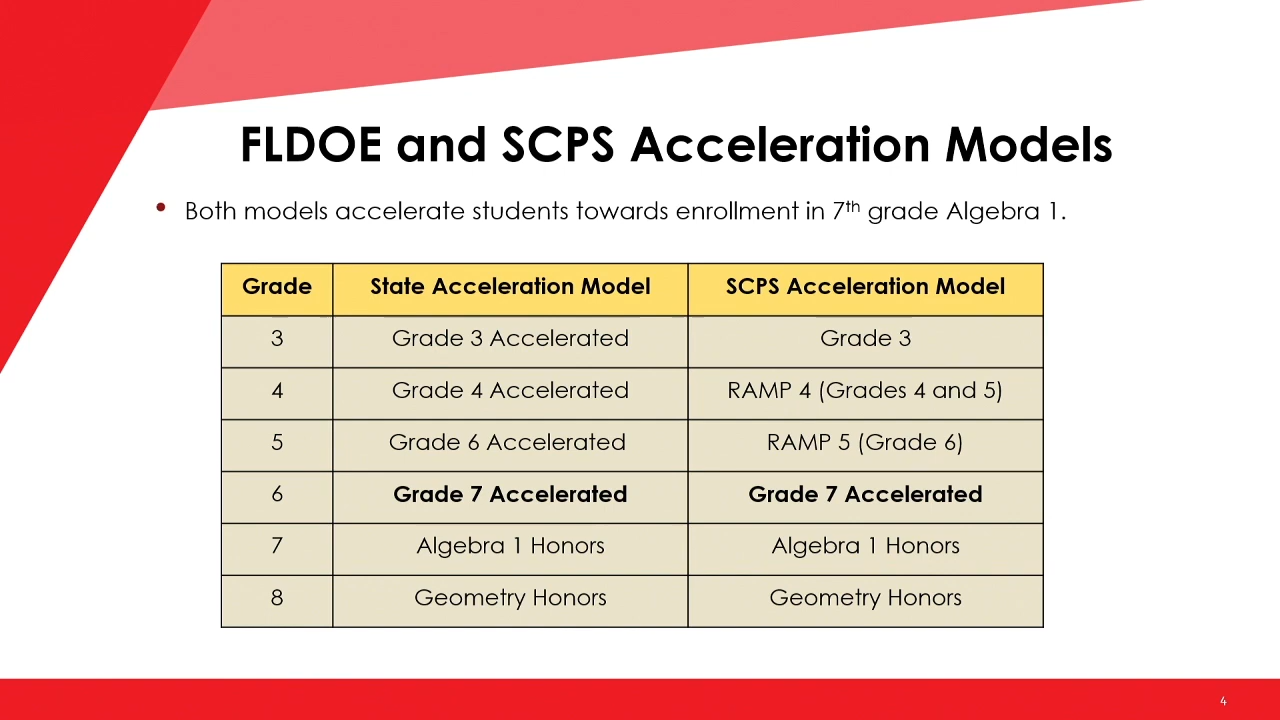 FLDOE and SCPS Acceleration Models
• Both models accelerate students towards enrollment in 7th grade Algebra 1.
Grade State Acceleration Model SCPS Acceleration Model
3 Grade 3 Accelerated Grade 3
4 Grade 4 Accelerated RAMP 4 (Grades 4 and 5)
5 Grade 6 Accelerated RAMP 5 (Grade 6)
6 Grade 7 Accelerated Grade 7 Accelerated
7 Algebra 1 Honors Algebra 1 Honors
8 Geometry Honors Geometry Honors
4